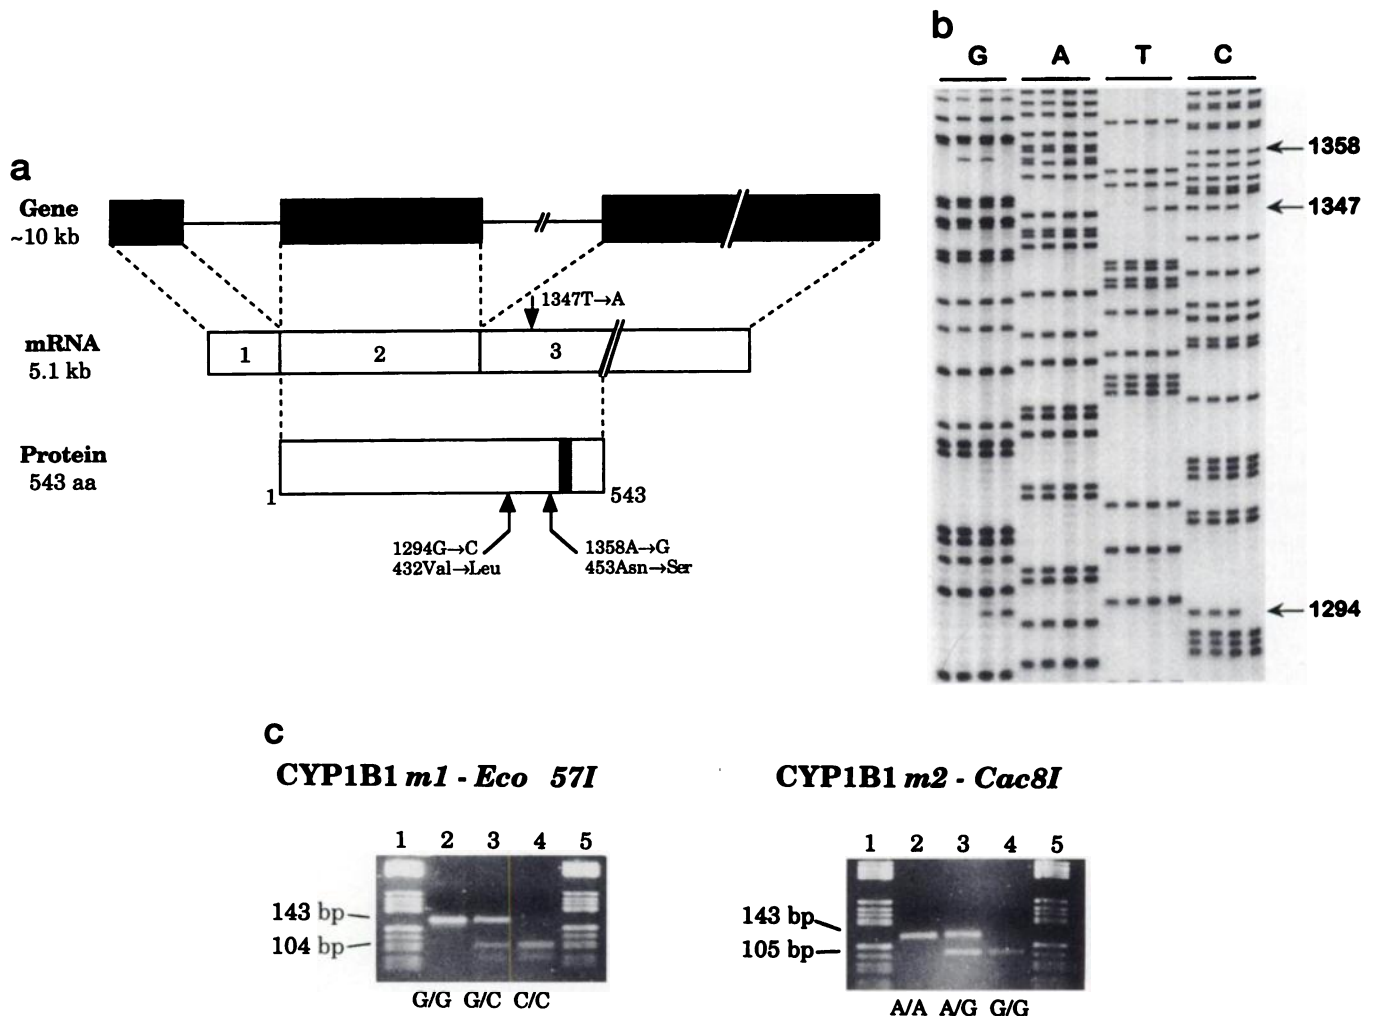 a
Gene
~10 kb
1347T→A
mRNA
5.1 kb
1
2
3
Protein
543 aa
1
543
1294G→C
432Val→Leu
1358A→G
453Asn→Ser
b
G A T C
1358
1347
1294
c
CYP1B1 m1 - Eco 57I
1 2 3 4 5
143 bp
104 bp
G/G G/C C/C
CYP1B1 m2 - Cac8I
1 2 3 4 5
143 bp
105 bp
A/A A/G G/G